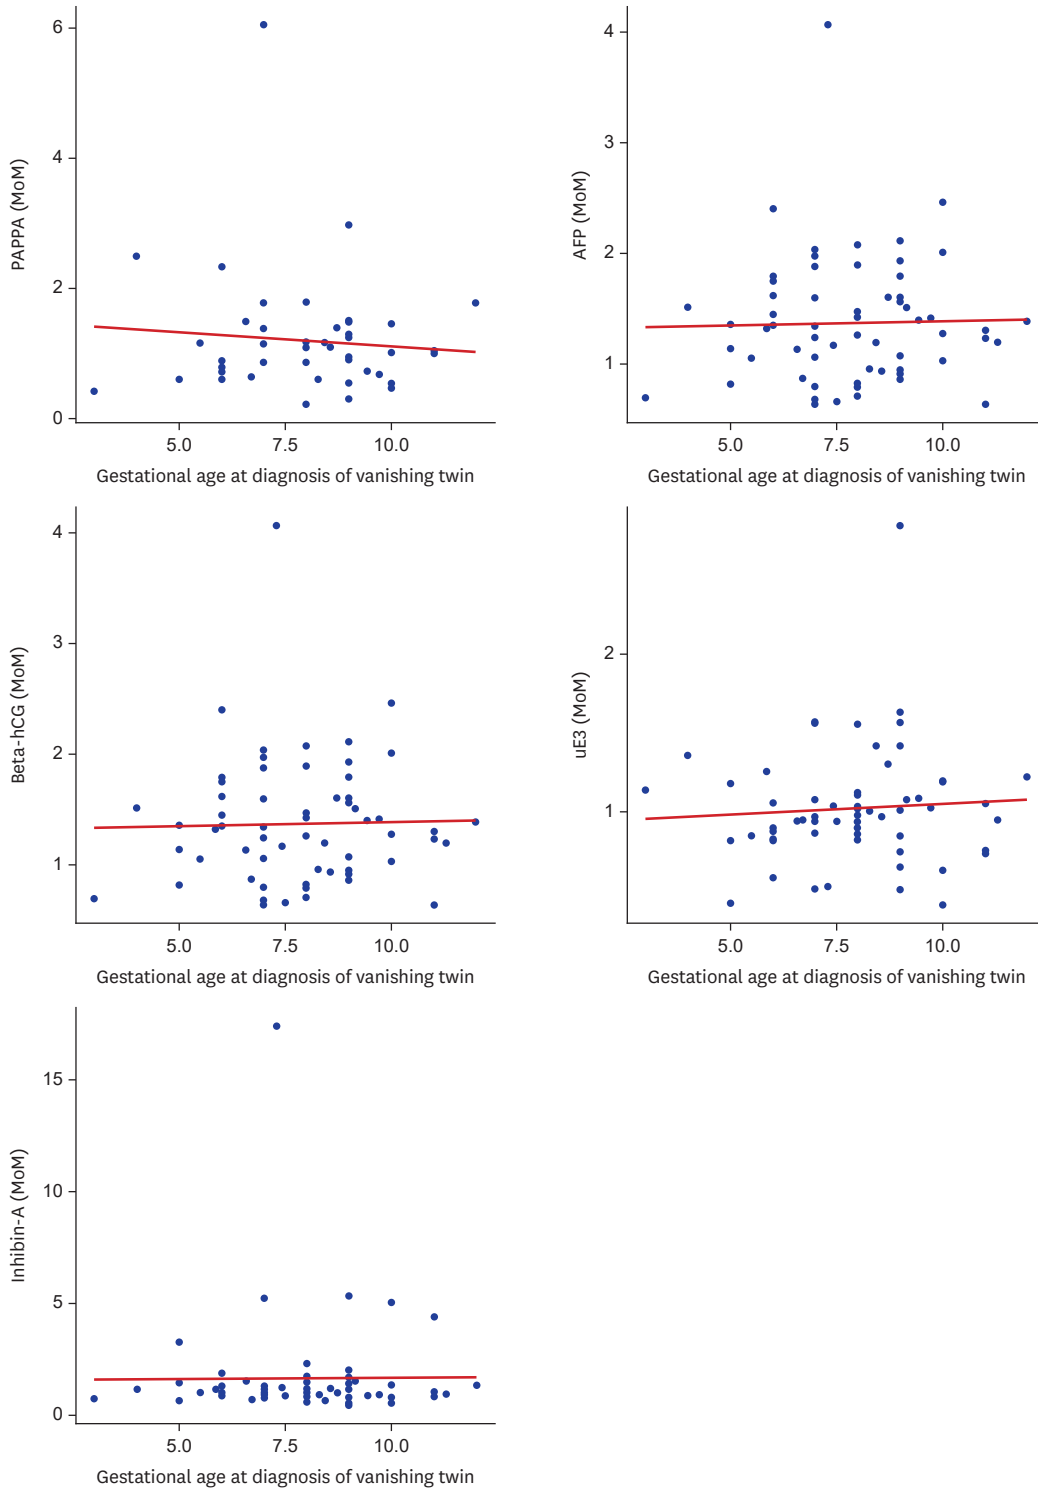 PAPPA (MoM)
6
4
2
0
5.0 7.5 10.0
Gestational age at diagnosis of vanishing twin
AFP (MoM)
4
3
2
1
5.0 7.5 10.0
Gestational age at diagnosis of vanishing twin
Beta-hCG (MoM)
4
3
2
1
5.0 7.5 10.0
Gestational age at diagnosis of vanishing twin
uE3 (MoM)
2
1
5.0 7.5 10.0
Gestational age at diagnosis of vanishing twin
Inhibin-A (MoM)
15
10
5
0
5.0 7.5 10.0
Gestational age at diagnosis of vanishing twin